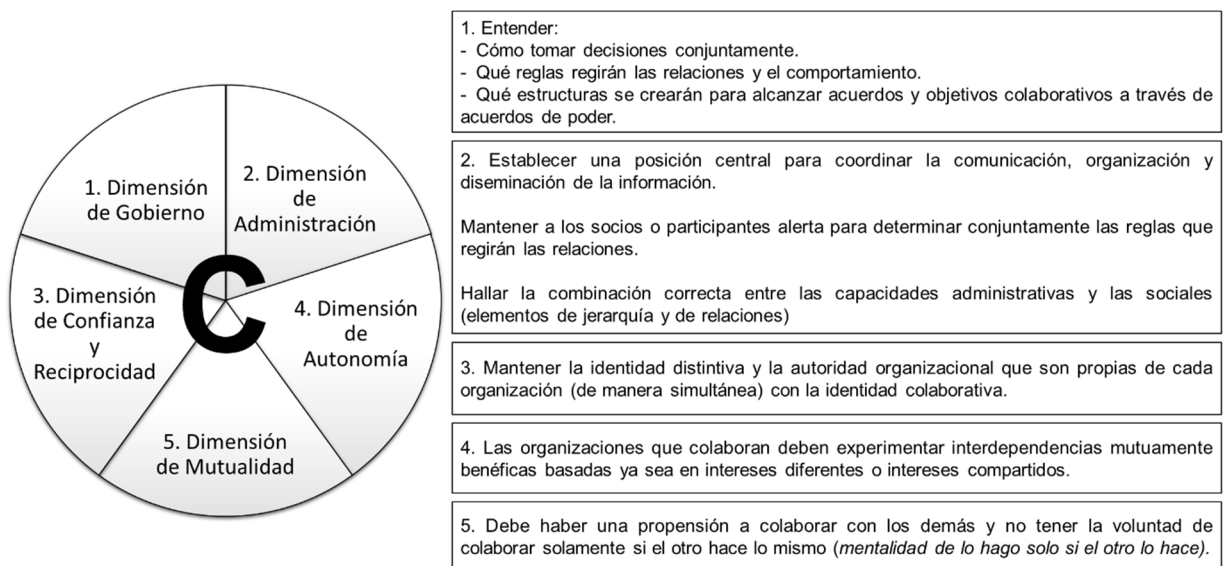 1. Dimensión
de Gobierno
2. Dimensión
de
Administración
3. Dimensión
de Confianza
y
Reciprocidad
4. Dimensión
de
Autonomía
5. Dimensión
de Mutualidad
C
1. Entender:
- Cómo tomar decisiones conjuntamente.
- Qué reglas regirán las relaciones y el comportamiento.
- Qué estructuras se crearán para alcanzar acuerdos y objetivos colaborativos a través de
acuerdos de poder.
2. Establecer una posición central para coordinar la comunicación, organización y
diseminación de la información.
Mantener a los socios o participantes alerta para determinar conjuntamente las reglas que
regirán las relaciones.
Hallar la combinación correcta entre las capacidades administrativas y las sociales
(elementos de jerarquía y de relaciones)
3. Mantener la identidad distintiva y la autoridad organizacional que son propias de cada
organización (de manera simultánea) con la identidad colaborativa.
4. Las organizaciones que colaboran deben experimentar interdependencias mutuamente
benéficas basadas ya sea en intereses diferentes o intereses compartidos.
5. Debe haber una propensión a colaborar con los demás y no tener la voluntad de
colaborar solamente si el otro hace lo mismo (mentalidad de lo hago solo si el otro lo hace).